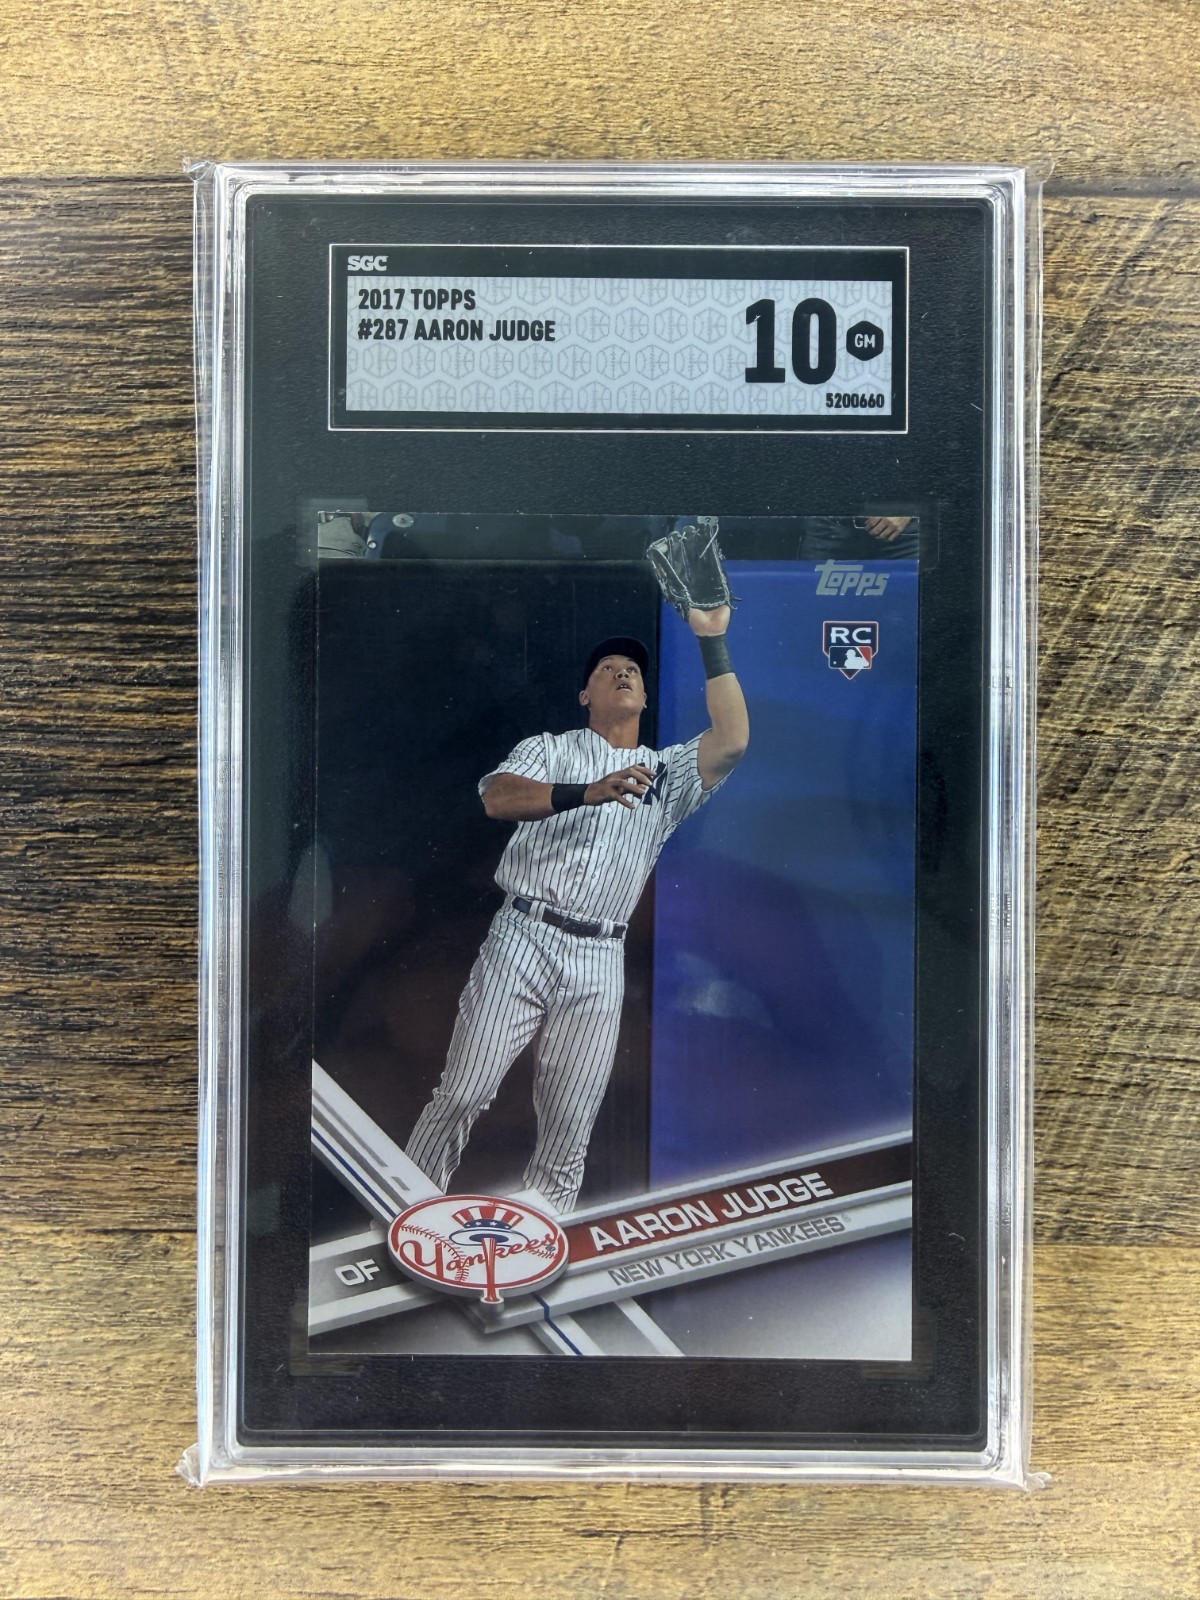 SGC
2017 TOPPS
#287 AARON JUDGE
10
GM
5200660
Topps
RC
AARON JUDGE
NEW YORK YANKEES®
OF
Yankees